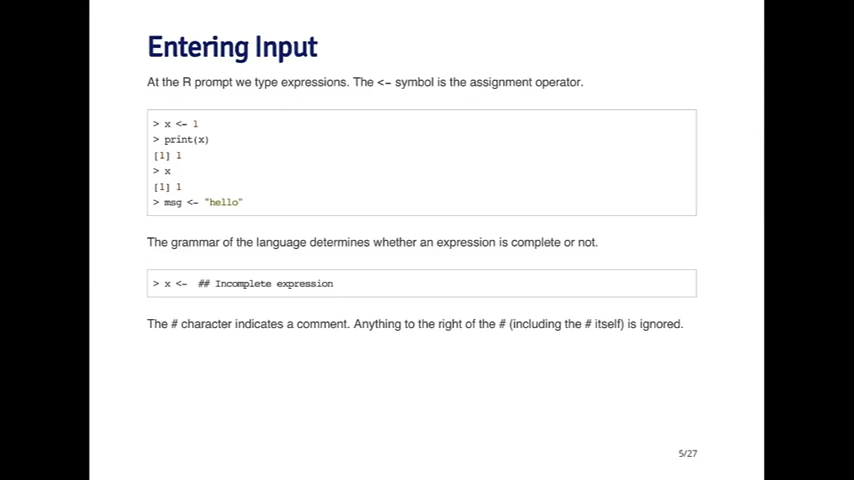 Entering Input
At the R prompt we type expressions. The <- symbol is the assignment operator.
> x <- 1
> print(x)
[1] 1
> x
[1] 1
> msg <- "hello"
The grammar of the language determines whether an expression is complete or not.
> x <-  ## Incomplete expression
The # character indicates a comment. Anything to the right of the # (including the # itself) is ignored.
5/27